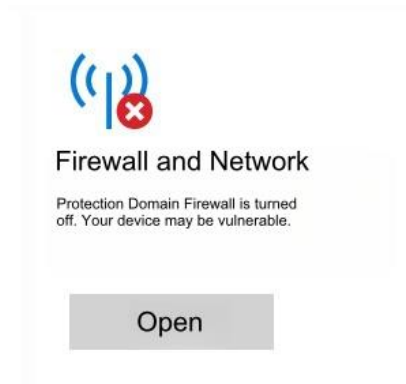 Firewall and Network
Protection Domain Firewall is turned
off. Your device may be vulnerable.
Open